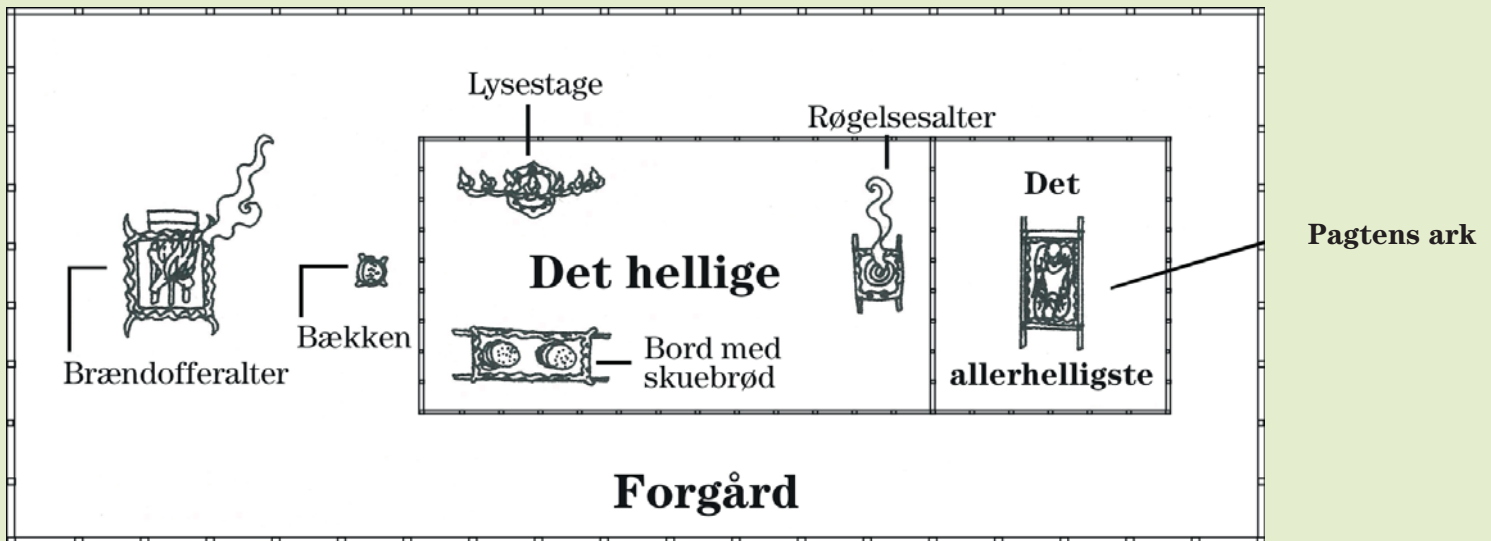 Lysestage
Røgelsesalter
Det
Pagtens ark
Det hellige
Bækken
Bord med
skuebrød
Brændofferalter
allerhelligste
Forgård